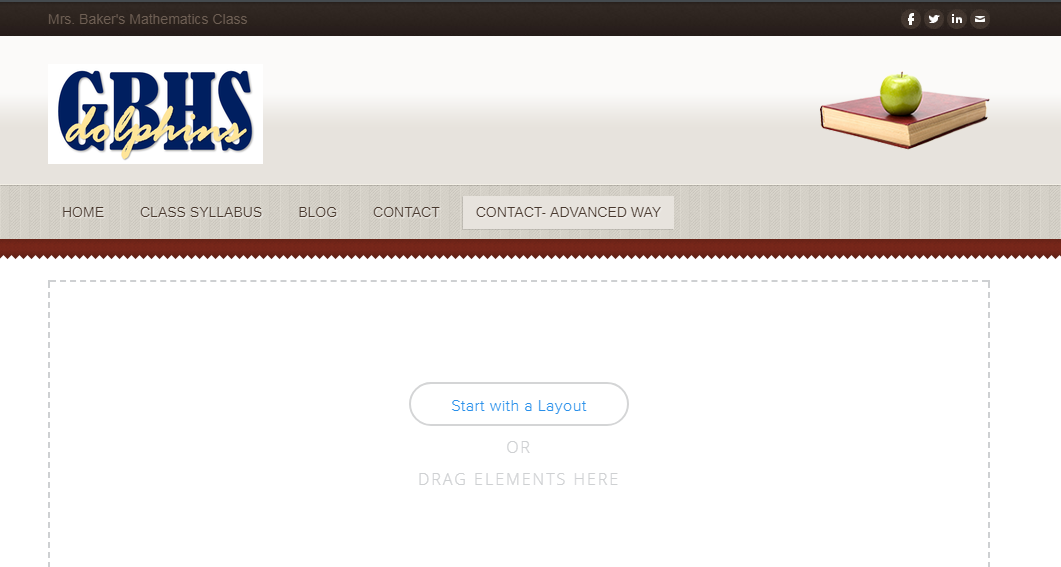 Mrs. Baker's Mathematics Class
GBHS
dolphins
HOME CLASS SYLLABUS BLOG CONTACT CONTACT- ADVANCED WAY
Start with a Layout
OR
DRAG ELEMENTS HERE